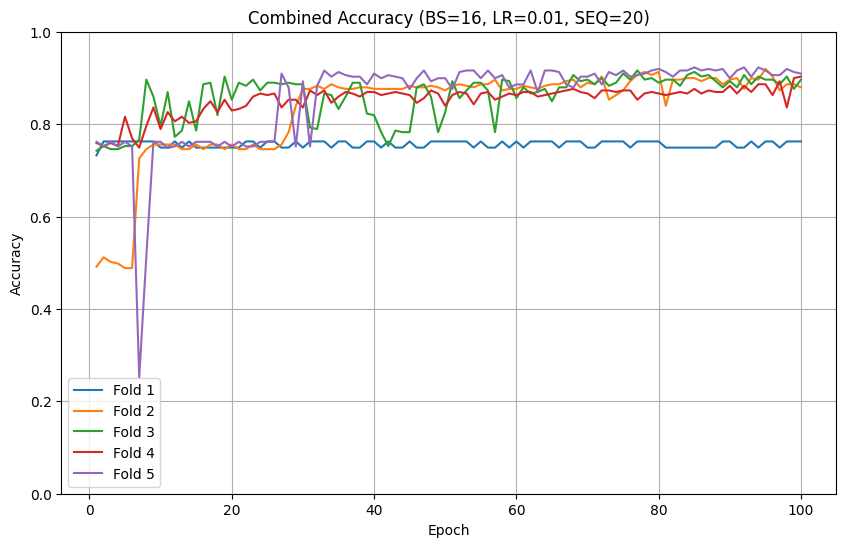 Combined Accuracy (BS=16, LR=0.01, SEQ=20)
1.0
0.8
0.6
0.4
0.2
0.0
Accuracy
Fold 1
Fold 2
Fold 3
Fold 4
Fold 5
0 20 40 60 80 100
Epoch